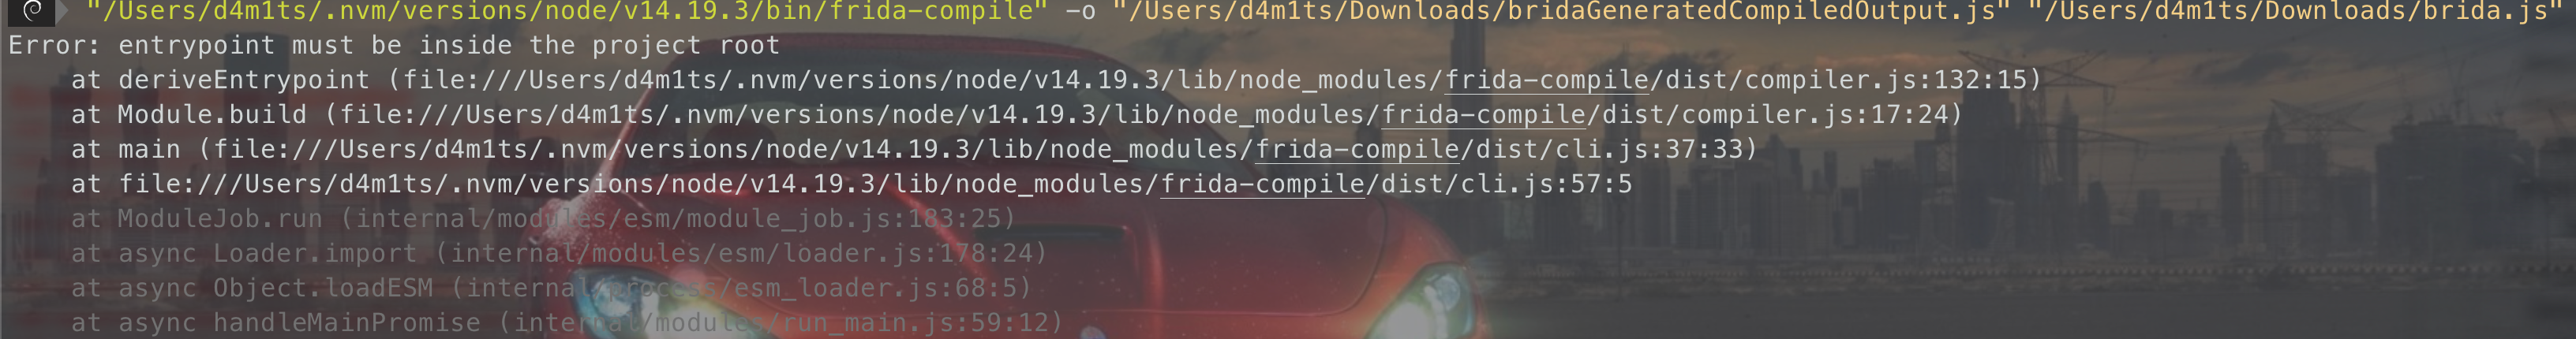 "/Users/d4m1ts/.nvm/versions/node/v14.19.3/bin/frida-compile" -o "/Users/d4m1ts/Downloads/bridaGeneratedCompiledOutput.js" "/Users/d4m1ts/Downloads/brida.js"
Error: entrypoint must be inside the project root
    at deriveEntrypoint (file:///Users/d4m1ts/.nvm/versions/node/v14.19.3/lib/node_modules/frida-compile/dist/compiler.js:132:15)
    at Module.build (file:///Users/d4m1ts/.nvm/versions/node/v14.19.3/lib/node_modules/frida-compile/dist/compiler.js:17:24)
    at main (file:///Users/d4m1ts/.nvm/versions/node/v14.19.3/lib/node_modules/frida-compile/dist/cli.js:37:33)
    at file:///Users/d4m1ts/.nvm/versions/node/v14.19.3/lib/node_modules/frida-compile/dist/cli.js:57:5
    at ModuleJob.run (internal/modules/esm/module_job.js:183:25)
    at async Loader.import (internal/modules/esm/loader.js:178:24)
    at async Object.loadESM (internal/process/esm_loader.js:68:5)
    at async handleMainPromise (internal/modules/run_main.js:59:12)